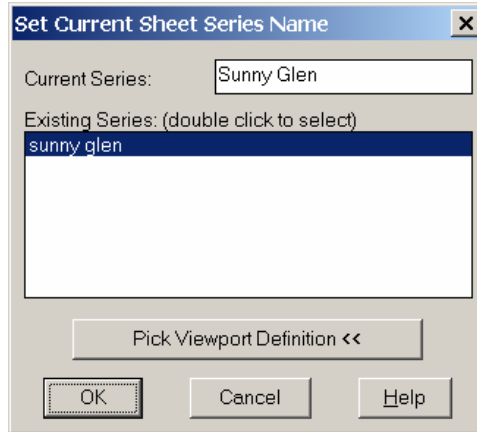 Set Current Sheet Series Name
Current Series: Sunny Glen
Existing Series: (double click to select)
sunny glen
Pick Viewport Definition <<
OK Cancel Help